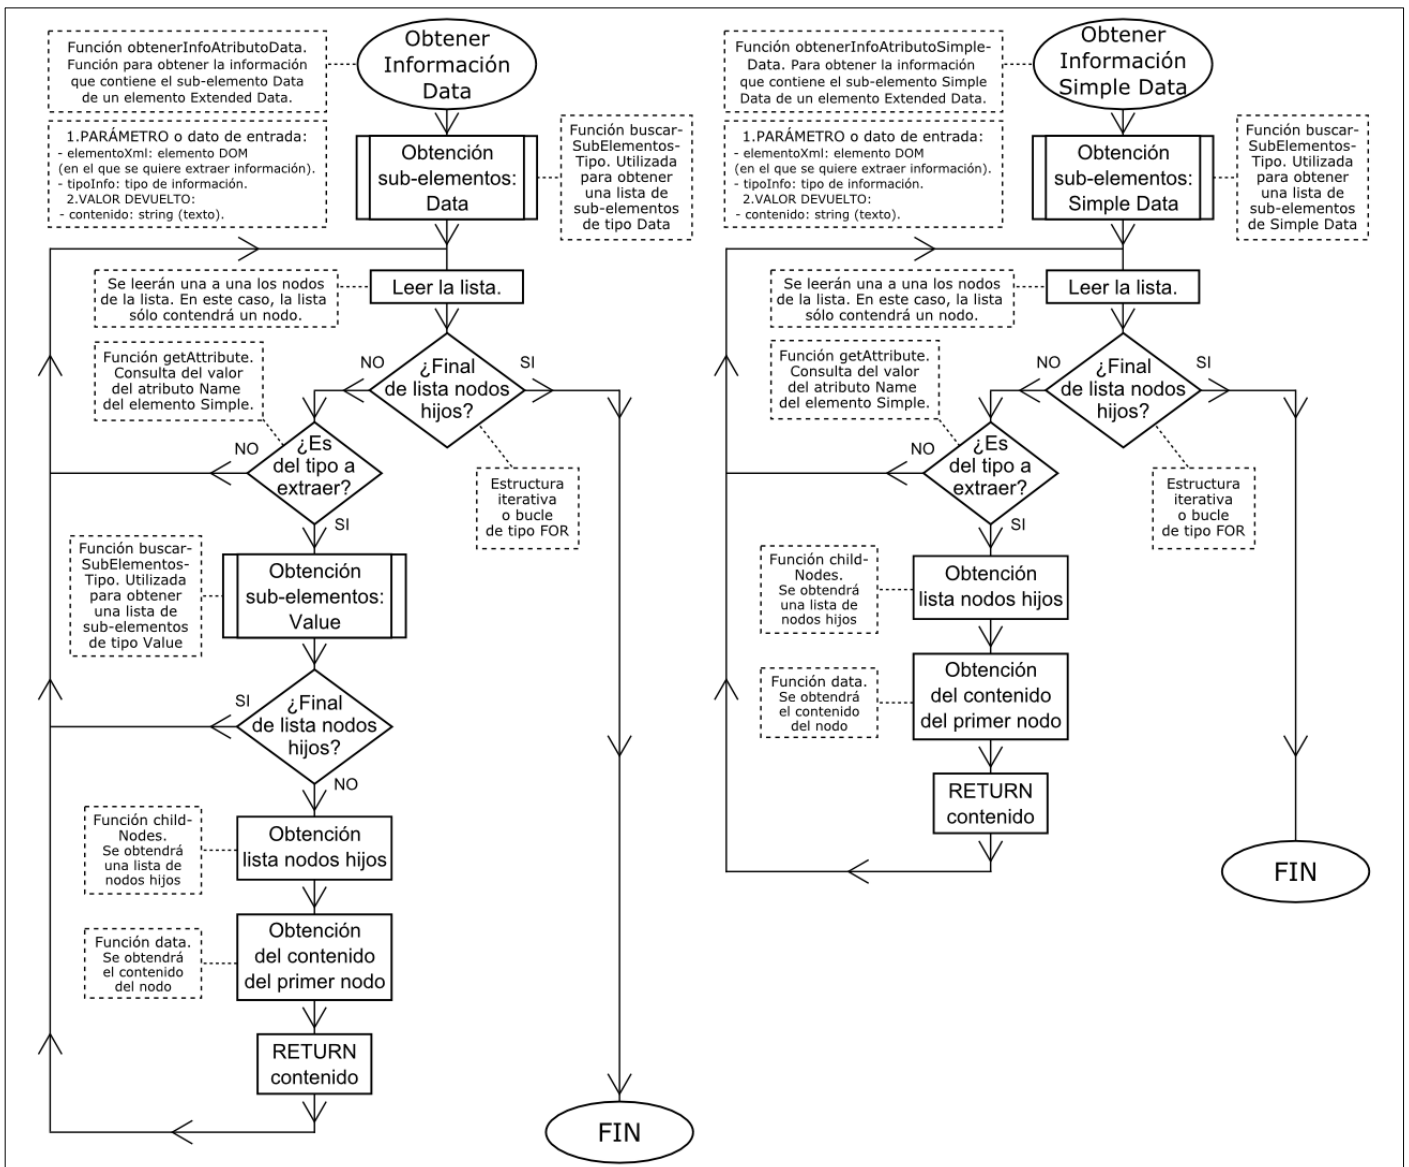 Obtener
Información
Data
Función obtenerInfoAtributoData.
Función para obtener la información
que contiene el sub-elemento Data
de un elemento Extended Data.
1.PARÁMETRO o dato de entrada:
- elementoXml: elemento DOM
(en el que se quiere extraer información).
- tipoInfo: tipo de información.
2.VALOR DEVUELTO:
- contenido: string (texto).
Obtención
sub-elementos:
Data
Función buscar-
SubElementos-
Tipo. Utilizada
para obtener
una lista de
sub-elementos
de tipo Data
Se leerán una a una los nodos
de la lista. En este caso, la lista
sólo contendrá un nodo.
Leer la lista.
Función getAttribute.
Consulta del valor
del atributo Name
del elemento Simple.
NO
SI
¿Final
de lista nodos
hijos?
NO
¿Es
del tipo a
extraer?
SI
Estructura
iterativa
o bucle
de tipo FOR
Función buscar-
SubElementos-
Tipo. Utilizada
para obtener
una lista de
sub-elementos
de tipo Value
Obtención
sub-elementos:
Value
SI
¿Final
de lista nodos
hijos?
NO
Función child-
Nodes.
Se obtendrá
una lista de
nodos hijos
Obtención
lista nodos hijos
Función data.
Se obtendrá
el contenido
del nodo
Obtención
del contenido
del primer nodo
RETURN
contenido
FIN
Obtener
Información
Simple Data
Función obtenerInfoAtributoSimple-
Data. Para obtener la información
que contiene el sub-elemento Simple
Data de un elemento Extended Data.
1.PARÁMETRO o dato de entrada:
- elementoXml: elemento DOM
(en el que se quiere extraer información).
- tipoInfo: tipo de información.
2.VALOR DEVUELTO:
- contenido: string (texto).
Obtención
sub-elementos:
Simple Data
Función buscar-
SubElementos-
Tipo. Utilizada
para obtener
una lista de
sub-elementos
de Simple Data
Se leerán una a una los nodos
de la lista. En este caso, la lista
sólo contendrá un nodo.
Leer la lista.
Función getAttribute.
Consulta del valor
del atributo Name
del elemento Simple.
NO
SI
¿Final
de lista nodos
hijos?
NO
¿Es
del tipo a
extraer?
SI
Estructura
iterativa
o bucle
de tipo FOR
Función child-
Nodes.
Se obtendrá
una lista de
nodos hijos
Obtención
lista nodos hijos
Función data.
Se obtendrá
el contenido
del nodo
Obtención
del contenido
del primer nodo
RETURN
contenido
FIN